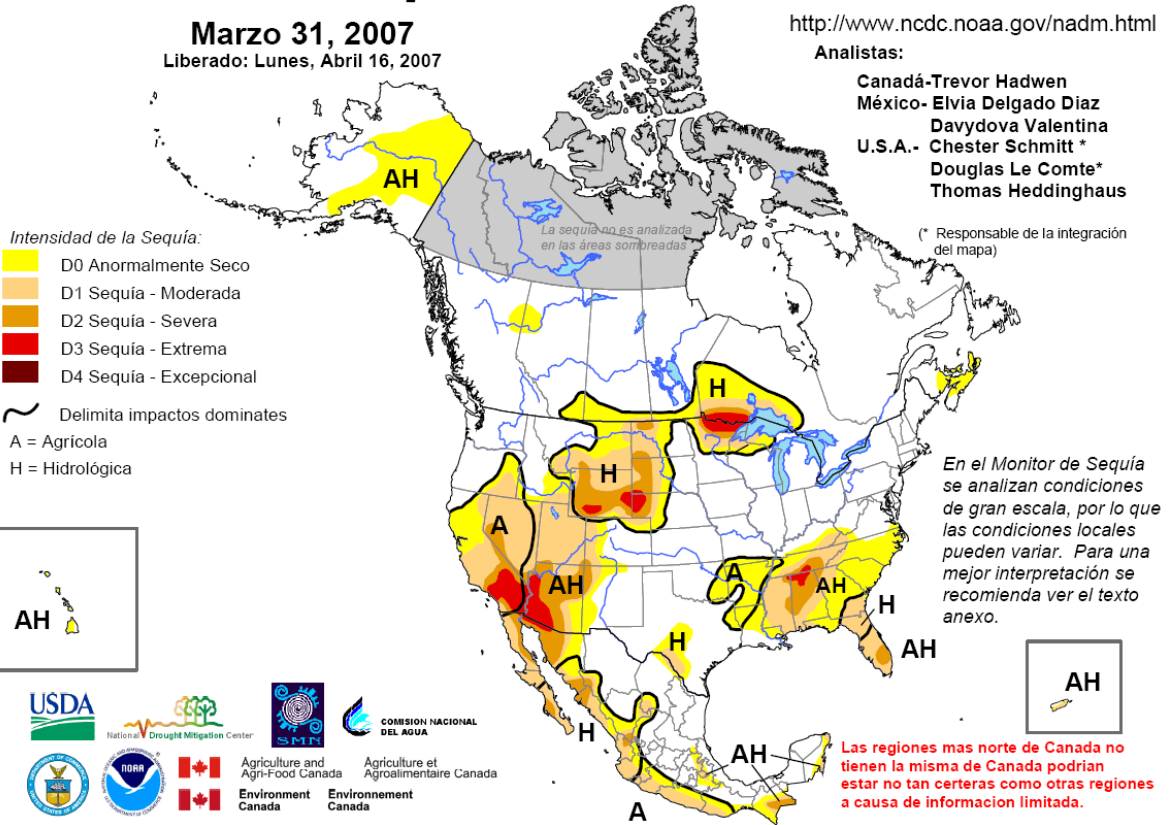 Marzo 31, 2007
Liberado: Lunes, Abril 16, 2007
http://www.ncdc.noaa.gov/nadm.html
Analistas:
Canadá-Trevor Hadwen
México- Elvia Delgado Diaz
Davydova Valentina
U.S.A.- Chester Schmitt *
Douglas Le Comte*
Thomas Heddinghaus
(* Responsable de la integración
del mapa)
AH
La sequía no es analizada
en las áreas sombreadas
Intensidad de la Sequía:
D0 Anormalmente Seco
D1 Sequía - Moderada
D2 Sequía - Severa
D3 Sequía - Extrema
D4 Sequía - Excepcional
Delimita impactos dominates
A = Agrícola
H = Hidrológica
H
H
A
AH
A
AH
H
AH
H
H
AH
A
AH
AH
En el Monitor de Sequía
se analizan condiciones
de gran escala, por lo que
las condiciones locales
pueden variar. Para una
mejor interpretación se
recomienda ver el texto
anexo.
Las regiones mas norte de Canada no
tienen la misma de Canada podrian
estar no tan certeras como otras regiones
a causa de informacion limitada.
USDA
National Drought Mitigation Center
SMN
COMISION NACIONAL
DEL AGUA
NOAA
Agriculture and
Agri-Food Canada
Agriculture et
Agroalimentaire Canada
Environment
Canada
Environnement
Canada